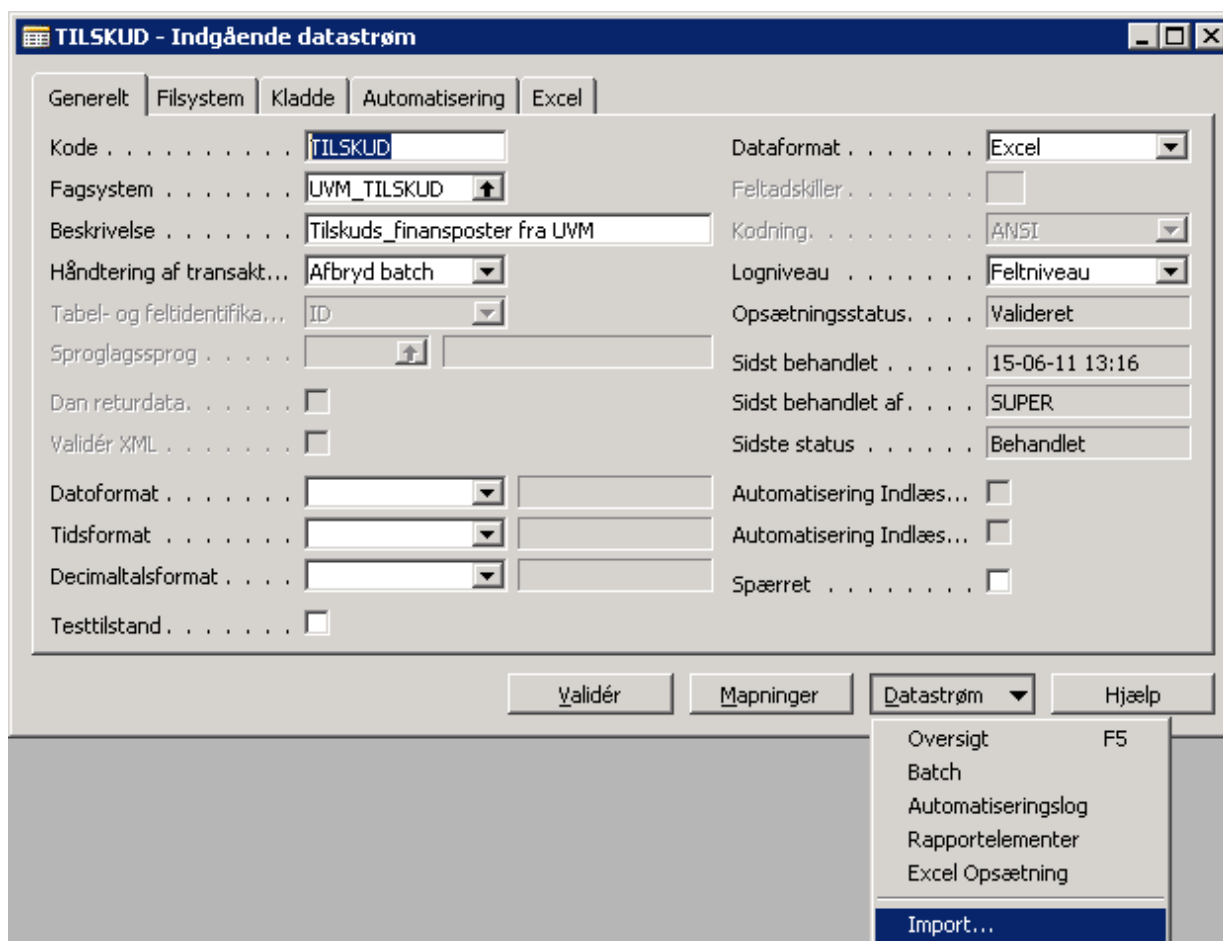 TILSKUD - Indgående datastrøm
Generelt Filsystem Kladde Automatisering Excel
Kode . . . . . . . . . . TILSKUD Dataformat . . . . . . . Excel
Fagsystem . . . . . . . UVM_TILSKUD Feltadskiller . . . . . . .
Beskrivelse . . . . . . . Tilskuds_finansposter fra UVM Kodning. . . . . . . . . ANSI
Håndtering af transakt... Afbryd batch Logniveau . . . . . . . Feltniveau
Tabel- og feltidentifika... ID Opsætningsstatus. . . . Valideret
Sproglagssprog . . . . . Sidst behandlet . . . . . 15-06-11 13:16
Dan returdata. . . . . . Sidst behandlet af. . . . SUPER
Validér XML . . . . . . . Sidste status . . . . . . Behandlet
Datoformat . . . . . . . Automatisering Indlæs...
Tidsformat . . . . . . . Automatisering Indlæs...
Decimaltalsformat . . . . Spærret . . . . . . . .
Testtilstand. . . . . . .
Validér Mapninger Datastrøm Hjælp
Oversigt F5
Batch
Automatiseringslog
Rapportelementer
Excel Opsætning
Import...